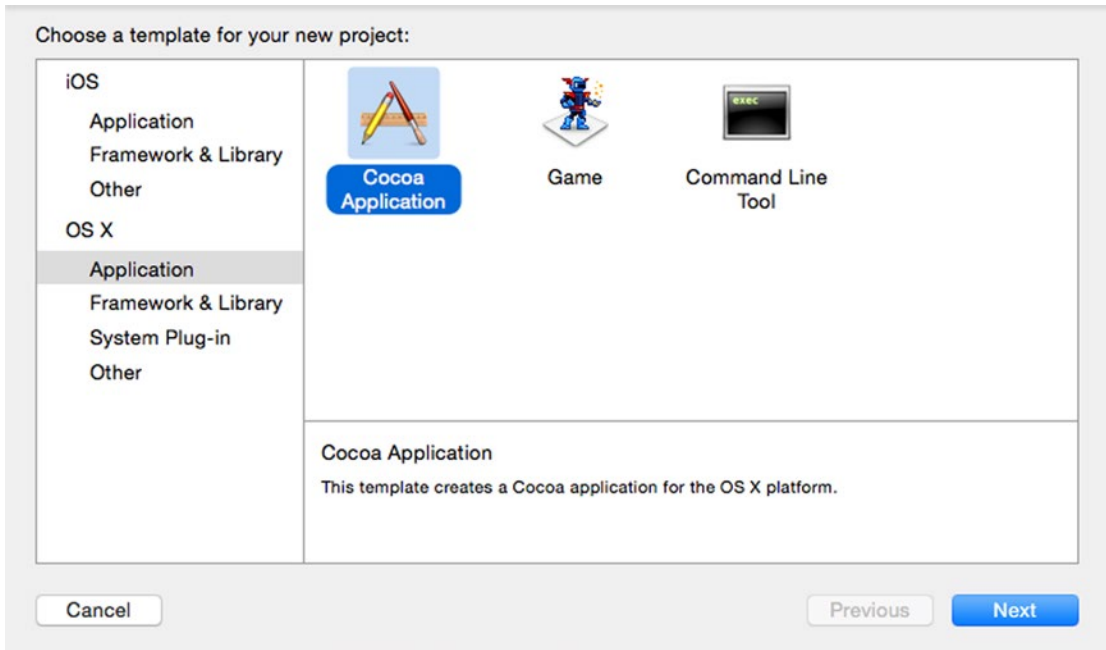 Choose a template for your new project:
iOS
Application
Framework & Library
Other
OS X
Application
Framework & Library
System Plug-in
Other
Cocoa
Application
Game
exec
Command Line
Tool
Cocoa Application
This template creates a Cocoa application for the OS X platform.
Cancel
Previous
Next